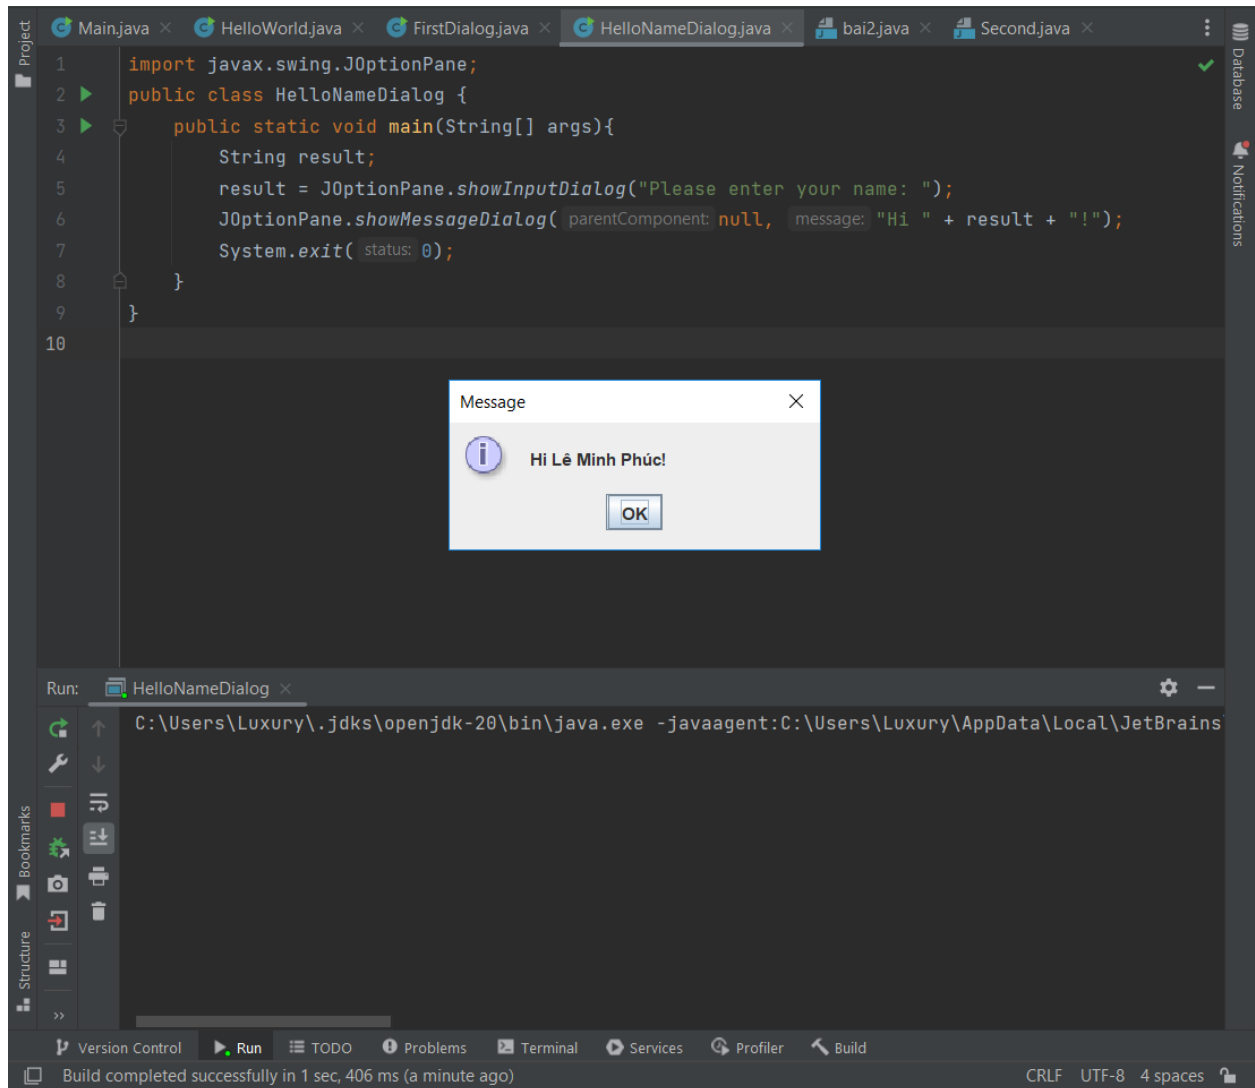 Project
Main.java HelloWorld.java FirstDialog.java HelloNameDialog.java bai2.java Second.java
1 import javax.swing.JOptionPane;
2 public class HelloNameDialog {
3 public static void main(String[] args){
4 String result;
5 result = JOptionPane.showInputDialog("Please enter your name: ");
6 JOptionPane.showMessageDialog( parentComponent: null, message: "Hi " + result + "!");
7 System.exit( status: 0);
8 }
9 }
10
Database
Notifications
Message
Hi Lê Minh Phúc!
OK
Run: HelloNameDialog
C:\Users\Luxury\.jdks\openjdk-20\bin\java.exe -javaagent:C:\Users\Luxury\AppData\Local\JetBrains
Bookmarks
Structure
Version Control Run TODO Problems Terminal Services Profiler Build
Build completed successfully in 1 sec, 406 ms (a minute ago) CRLF UTF-8 4 spaces